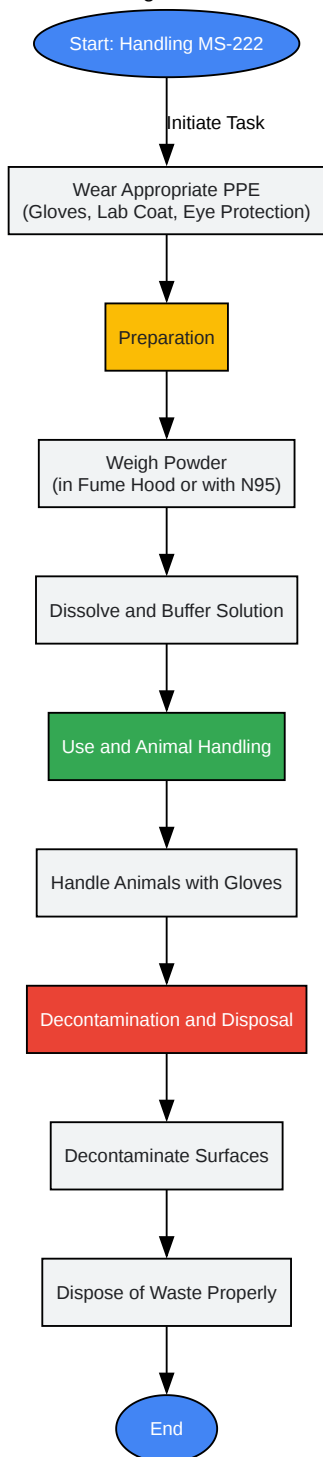 Start: Handling MS-222
Initiate Task
Wear Appropriate PPE
(Gloves, Lab Coat, Eye Protection)
Preparation
Weigh Powder
(in Fume Hood or with N95)
Dissolve and Buffer Solution
Use and Animal Handling
Handle Animals with Gloves
Decontamination and Disposal
Decontaminate Surfaces
Dispose of Waste Properly
End